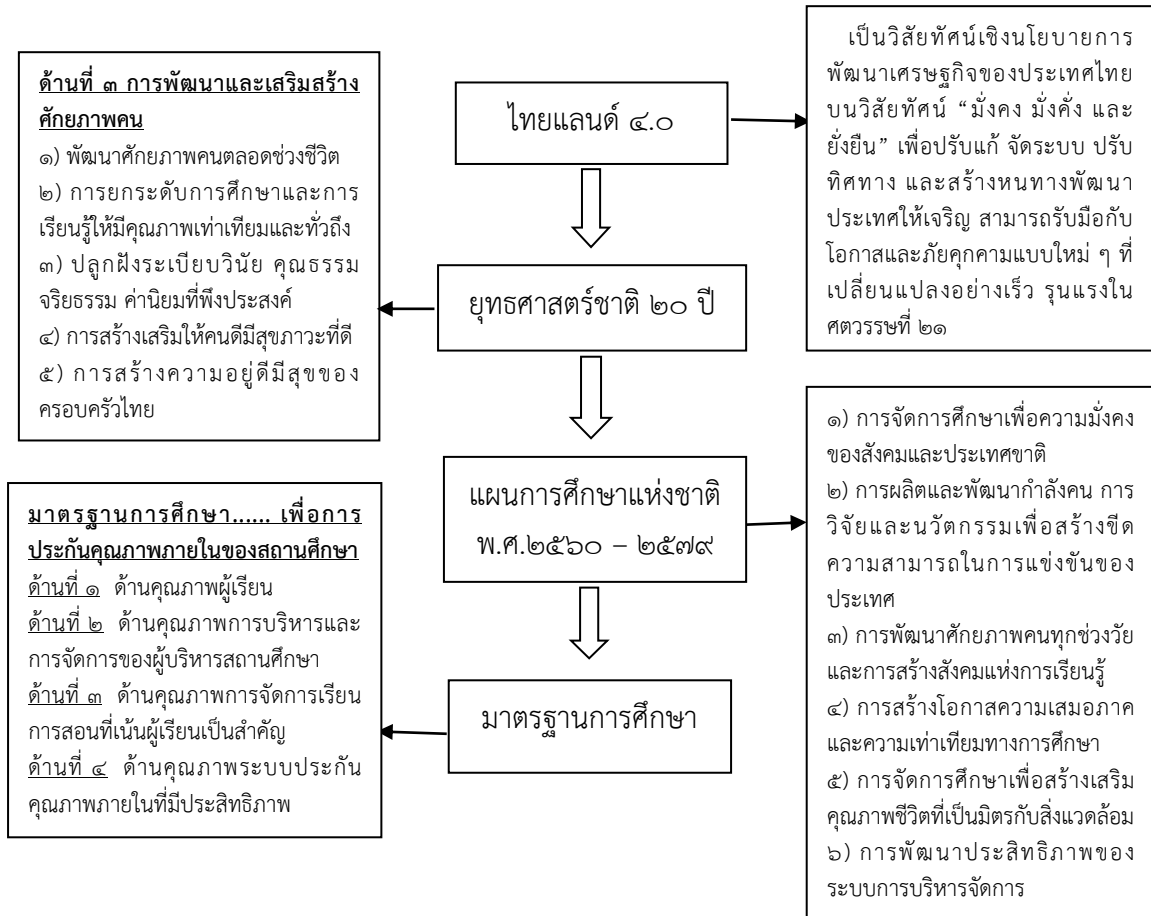 ไทยแลนด์ ๔.๐
เป็นวิสัยทัศน์เชิงนโยบายการ
พัฒนาเศรษฐกิจของประเทศไทย
บนวิสัยทัศน์ “มั่งคง มั่งคั่ง และ
ยั่งยืน” เพื่อปรับแก้ จัดระบบ ปรับ
ทิศทาง และสร้างหนทางพัฒนา
ประเทศให้เจริญ สามารถรับมือกับ
โอกาสและภัยคุกคามแบบใหม่ ๆ ที่
เปลี่ยนแปลงอย่างเร็ว รุนแรงใน
ศตวรรษที่ ๒๑
ยุทธศาสตร์ชาติ ๒๐ ปี
ด้านที่ ๓ การพัฒนาและเสริมสร้าง
ศักยภาพคน
๑) พัฒนาศักยภาพคนตลอดช่วงชีวิต
๒) การยกระดับการศึกษาและการ
เรียนรู้ให้มีคุณภาพเท่าเทียมและทั่วถึง
๓) ปลูกฝังระเบียบวินัย คุณธรรม
จริยธรรม ค่านิยมที่พึงประสงค์
๔) การสร้างเสริมให้คนดีมีสุขภาวะที่ดี
๕) การสร้างความอยู่ดีมีสุขของ
ครอบครัวไทย
แผนการศึกษาแห่งชาติ
พ.ศ.๒๕๖๐ – ๒๕๗๙
๑) การจัดการศึกษาเพื่อความมั่งคง
ของสังคมและประเทศชาติ
๒) การผลิตและพัฒนากำลังคน การ
วิจัยและนวัตกรรมเพื่อสร้างขีด
ความสามารถในการแข่งขันของ
ประเทศ
๓) การพัฒนาศักยภาพคนทุกช่วงวัย
และการสร้างสังคมแห่งการเรียนรู้
๔) การสร้างโอกาสความเสมอภาค
และความเท่าเทียมทางการศึกษา
๕) การจัดการศึกษาเพื่อสร้างเสริม
คุณภาพชีวิตที่เป็นมิตรกับสิ่งแวดล้อม
๖) การพัฒนาประสิทธิภาพของ
ระบบการบริหารจัดการ
มาตรฐานการศึกษา
มาตรฐานการศึกษา...... เพื่อการ
ประกันคุณภาพภายในของสถานศึกษา
ด้านที่ ๑ ด้านคุณภาพผู้เรียน
ด้านที่ ๒ ด้านคุณภาพการบริหารและ
การจัดการของผู้บริหารสถานศึกษา
ด้านที่ ๓ ด้านคุณภาพการจัดการเรียน
การสอนที่เน้นผู้เรียนเป็นสำคัญ
ด้านที่ ๔ ด้านคุณภาพระบบประกัน
คุณภาพภายในที่มีประสิทธิภาพ